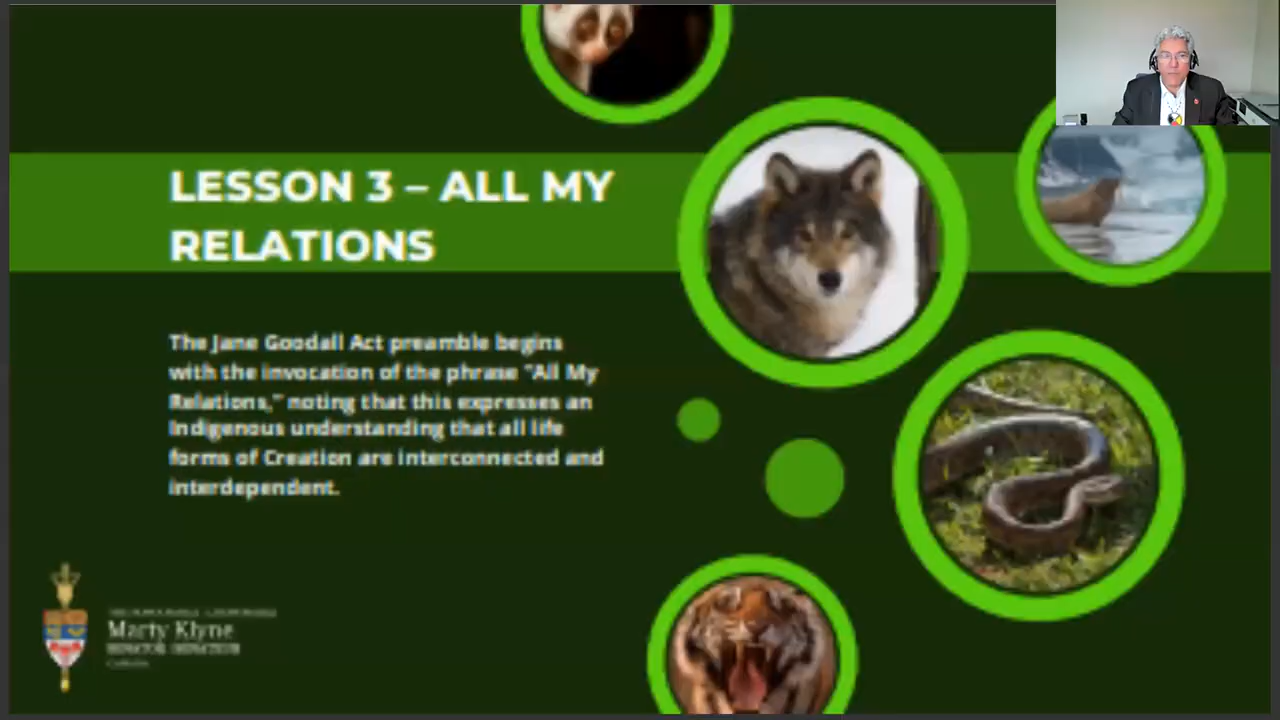 LESSON 3 – ALL MY
RELATIONS
The Jane Goodall Act preamble begins
with the invocation of the phrase "All My
Relations," noting that this expresses an
Indigenous understanding that all life
forms of Creation are interconnected and
interdependent.
Marty Klyne